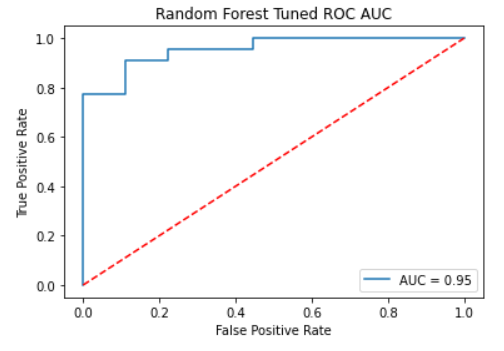 Random Forest Tuned ROC AUC
1.0
0.8
0.6
0.4
0.2
0.0
True Positive Rate
AUC = 0.95
0.0 0.2 0.4 0.6 0.8 1.0
False Positive Rate